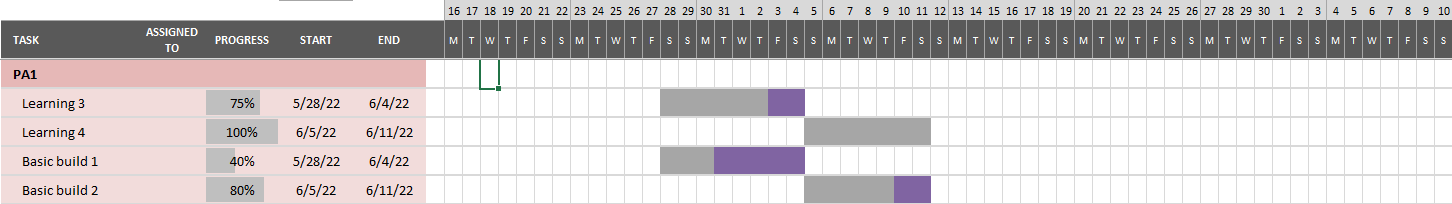 16 17 18 19 20 21 22 23 24 25 26 27 28 29 30 31 1 2 3 4 5 6 7 8 9 10 11 12 13 14 15 16 17 18 19 20 21 22 23 24 25 26 27 28 29 30 1 2 3 4 5 6 7 8 9 10
TASK ASSIGNED TO PROGRESS START END M T W T F S S M T W T F S S M T W T F S S M T W T F S S M T W T F S S M T W T F S S M T W T F S S M T W T F S S
PA1
Learning 3 75% 5/28/22 6/4/22
Learning 4 100% 6/5/22 6/11/22
Basic build 1 40% 5/28/22 6/4/22
Basic build 2 80% 6/5/22 6/11/22